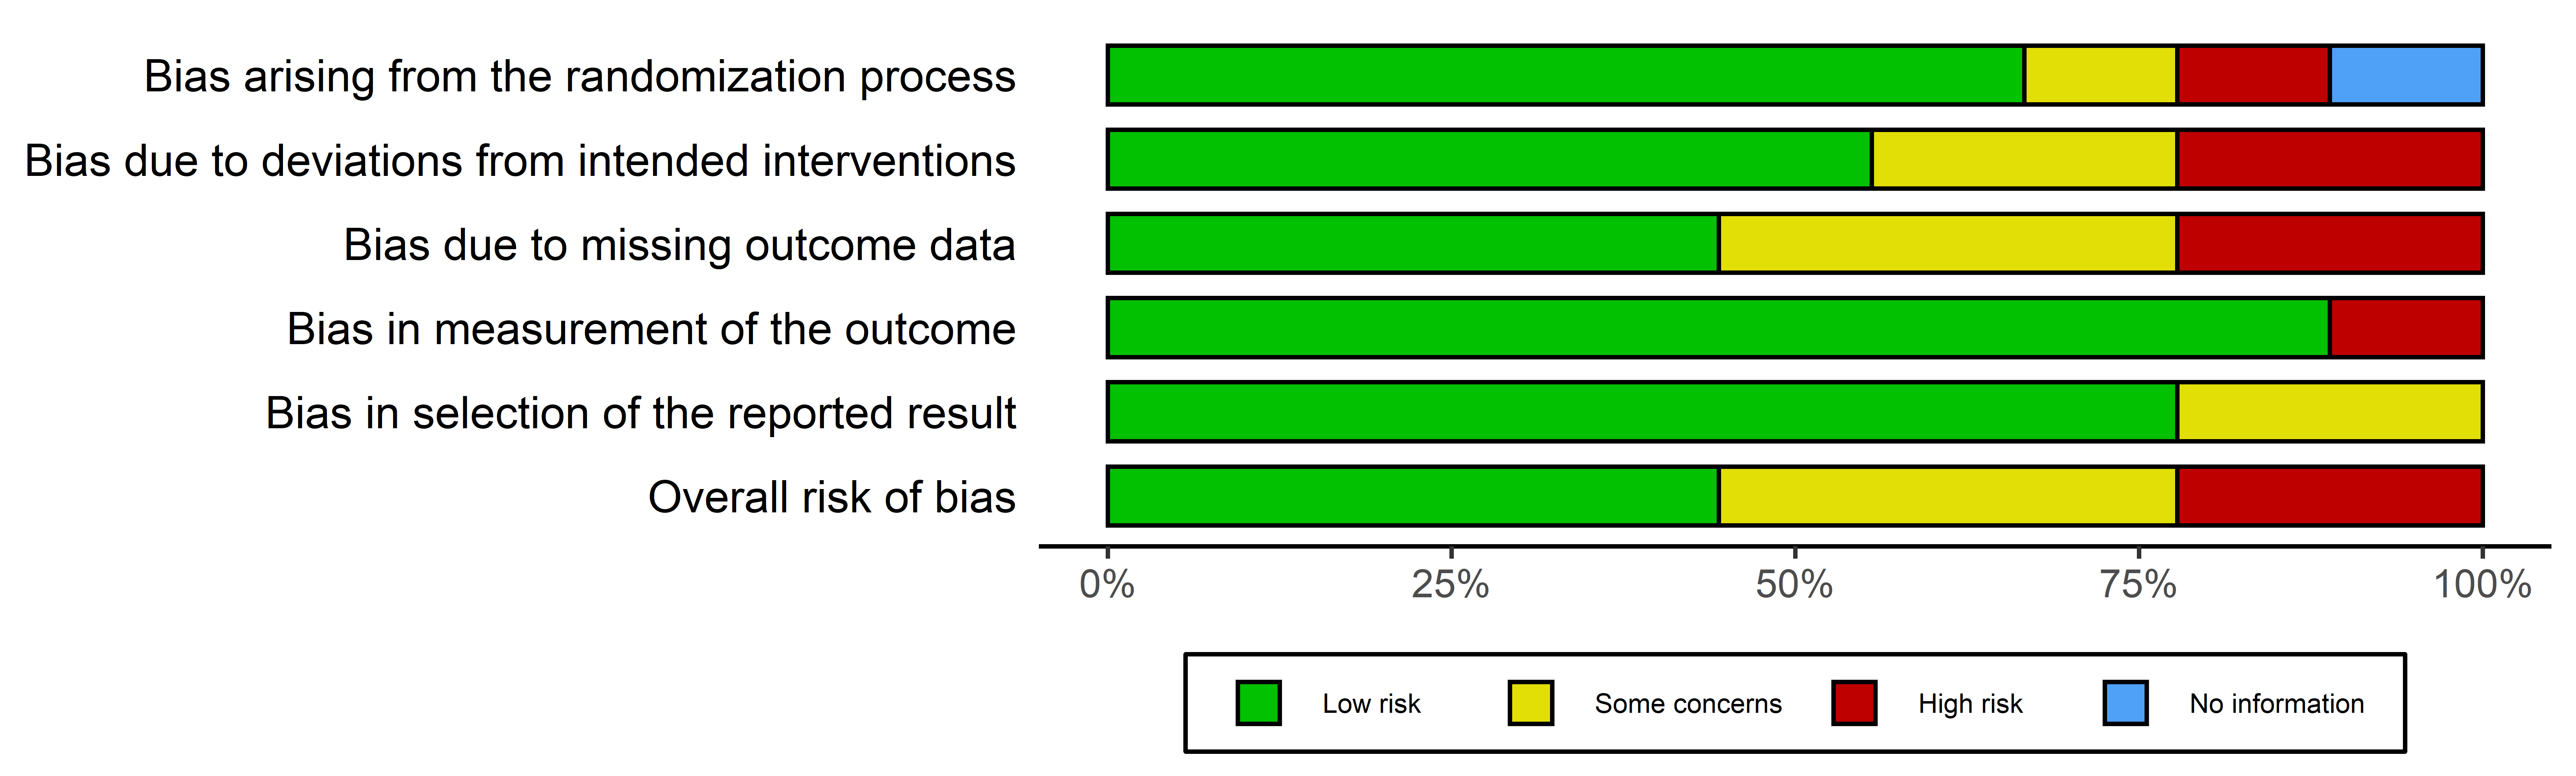 Bias arising from the randomization process
Bias due to deviations from intended interventions
Bias due to missing outcome data
Bias in measurement of the outcome
Bias in selection of the reported result
Overall risk of bias
0% 25% 50% 75% 100%
Low risk Some concerns High risk No information